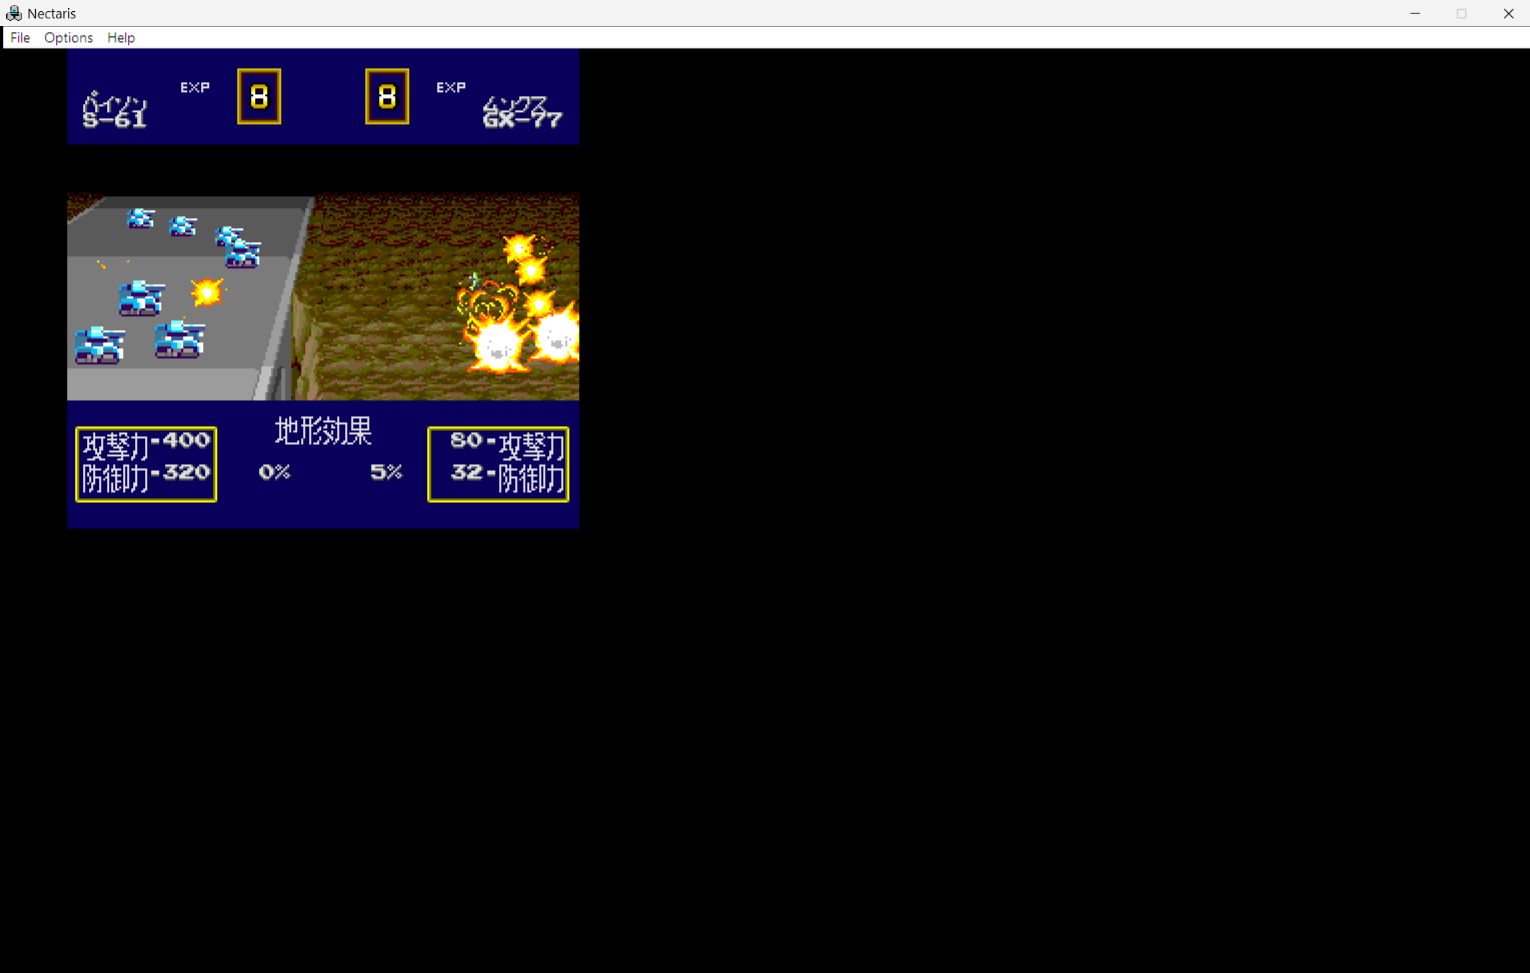 Nectaris
File Options Help
EXP 8 8 EXP
バイソン ムンクス
S-61 GX-77
地形効果
攻撃力-400 80-攻撃力
防御力-320 0% 5% 32-防御力